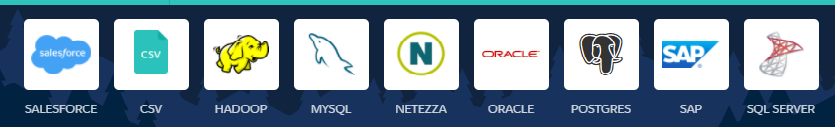 salesforce
CSV
N
ORACLE
SAP
SALESFORCE CSV HADOOP MYSQL NETEZZA ORACLE POSTGRES SAP SQL SERVER